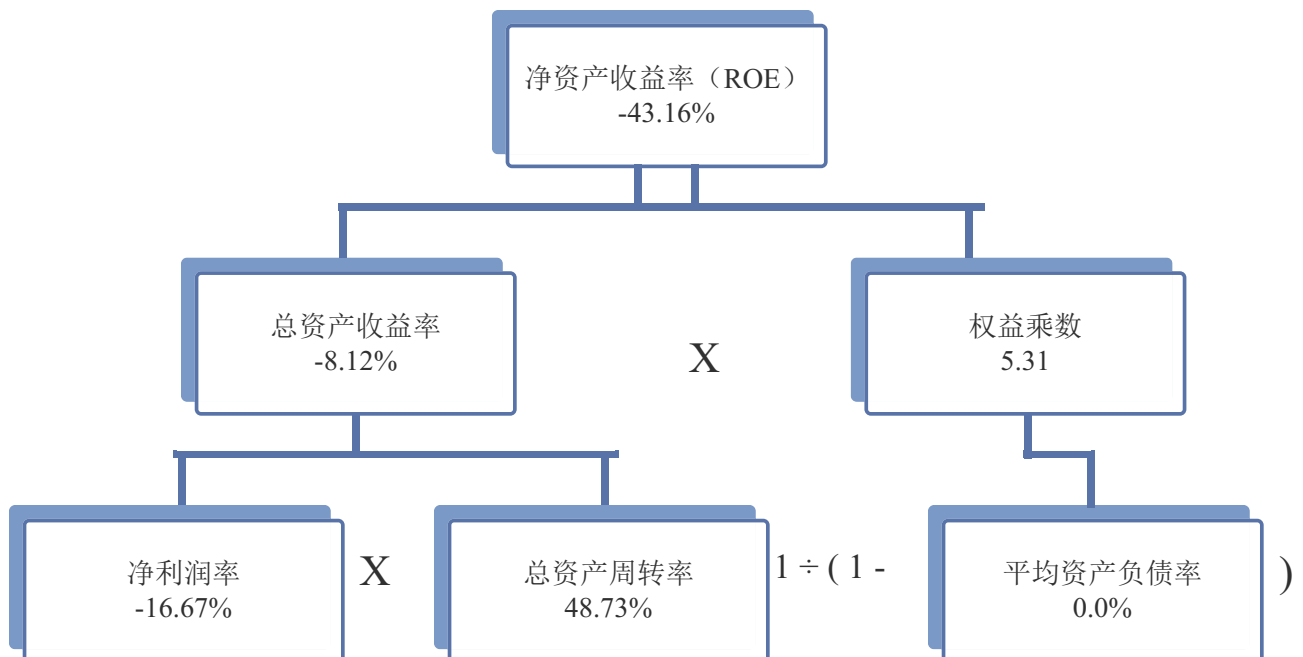 净资产收益率（ROE）
-43.16%
总资产收益率
-8.12%
X
权益乘数
5.31
净利润率
-16.67%
X
总资产周转率
48.73%
1 ÷ ( 1 -
平均资产负债率
0.0%
)